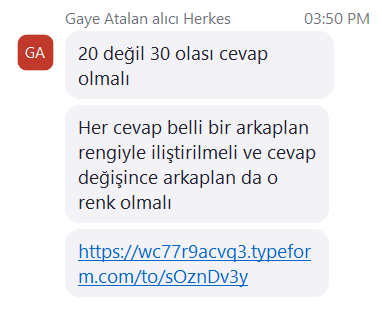 Gaye Atalan alıcı Herkes
03:50 PM
GA
20 değil 30 olası cevap
olmalı
Her cevap belli bir arkaplan
rengiyle iliştirilmeli ve cevap
değişince arkaplan da o
renk olmalı
https://wc77r9acvq3.typefor
m.com/to/sOznDv3y